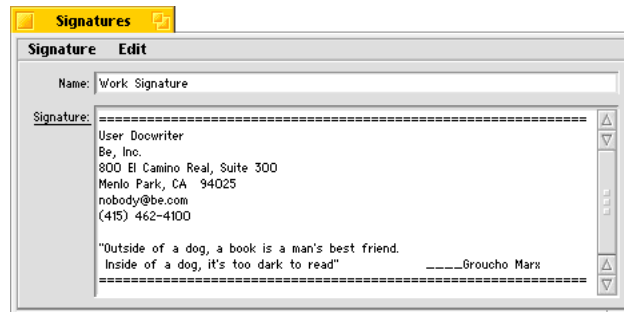 Signatures
Signature Edit
Name: Work Signature
Signature: =============================================================
User Docwriter
Be, Inc.
800 El Camino Real, Suite 300
Menlo Park, CA  94025
nobody@be.com
(415) 462-4100
"Outside of a dog, a book is a man's best friend.
Inside of a dog, it's too dark to read" ____Groucho Marx
=============================================================